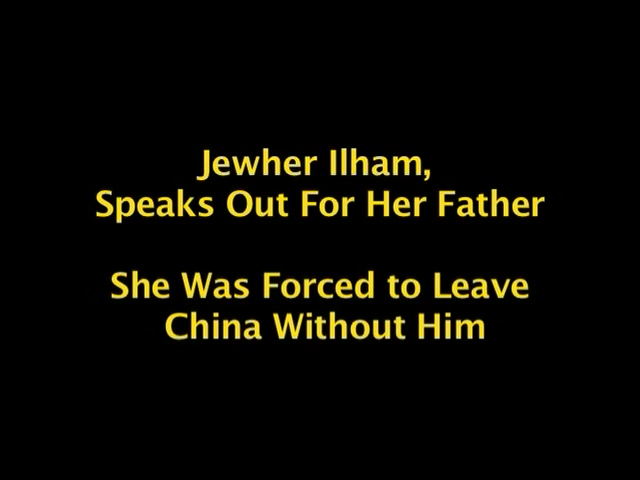 Jewher Ilham,
Speaks Out For Her Father
She Was Forced to Leave
China Without Him